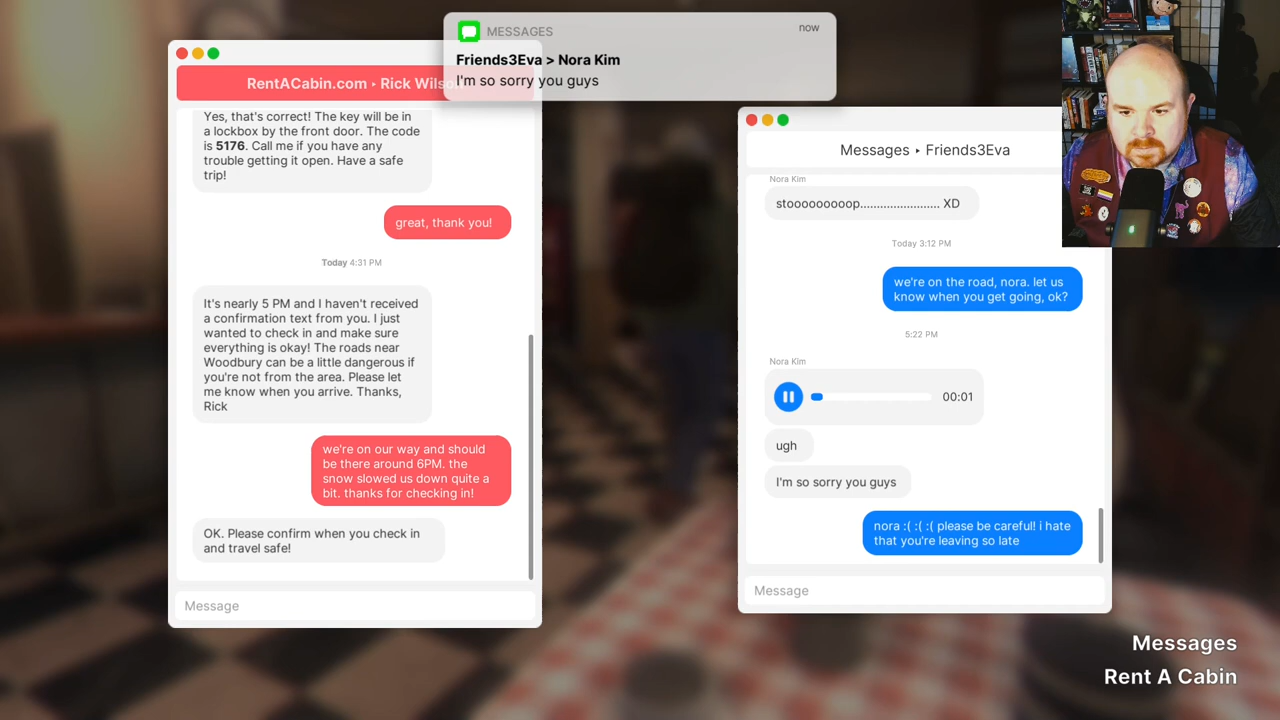 MESSAGES
now
Friends3Eva > Nora Kim
I'm so sorry you guys
RentACabin.com ▸ Rick Wilson
Yes, that's correct! The key will be in
a lockbox by the front door. The code
is 5176. Call me if you have any
trouble getting it open. Have a safe
trip!
great, thank you!
Today 4:31 PM
It's nearly 5 PM and I haven't received
a confirmation text from you. I just
wanted to check in and make sure
everything is okay! The roads near
Woodbury can be a little dangerous if
you're not from the area. Please let
me know when you arrive. Thanks,
Rick
we're on our way and should
be there around 6PM. the
snow slowed us down quite a
bit. thanks for checking in!
OK. Please confirm when you check in
and travel safe!
Message
Messages ▸ Friends3Eva
Nora Kim
stooooooooop........................ XD
Today 3:12 PM
we're on the road, nora. let us
know when you get going, ok?
5:22 PM
Nora Kim
00:01
ugh
I'm so sorry you guys
nora :( :( :( please be careful! i hate
that you're leaving so late
Message
Messages
Rent A Cabin